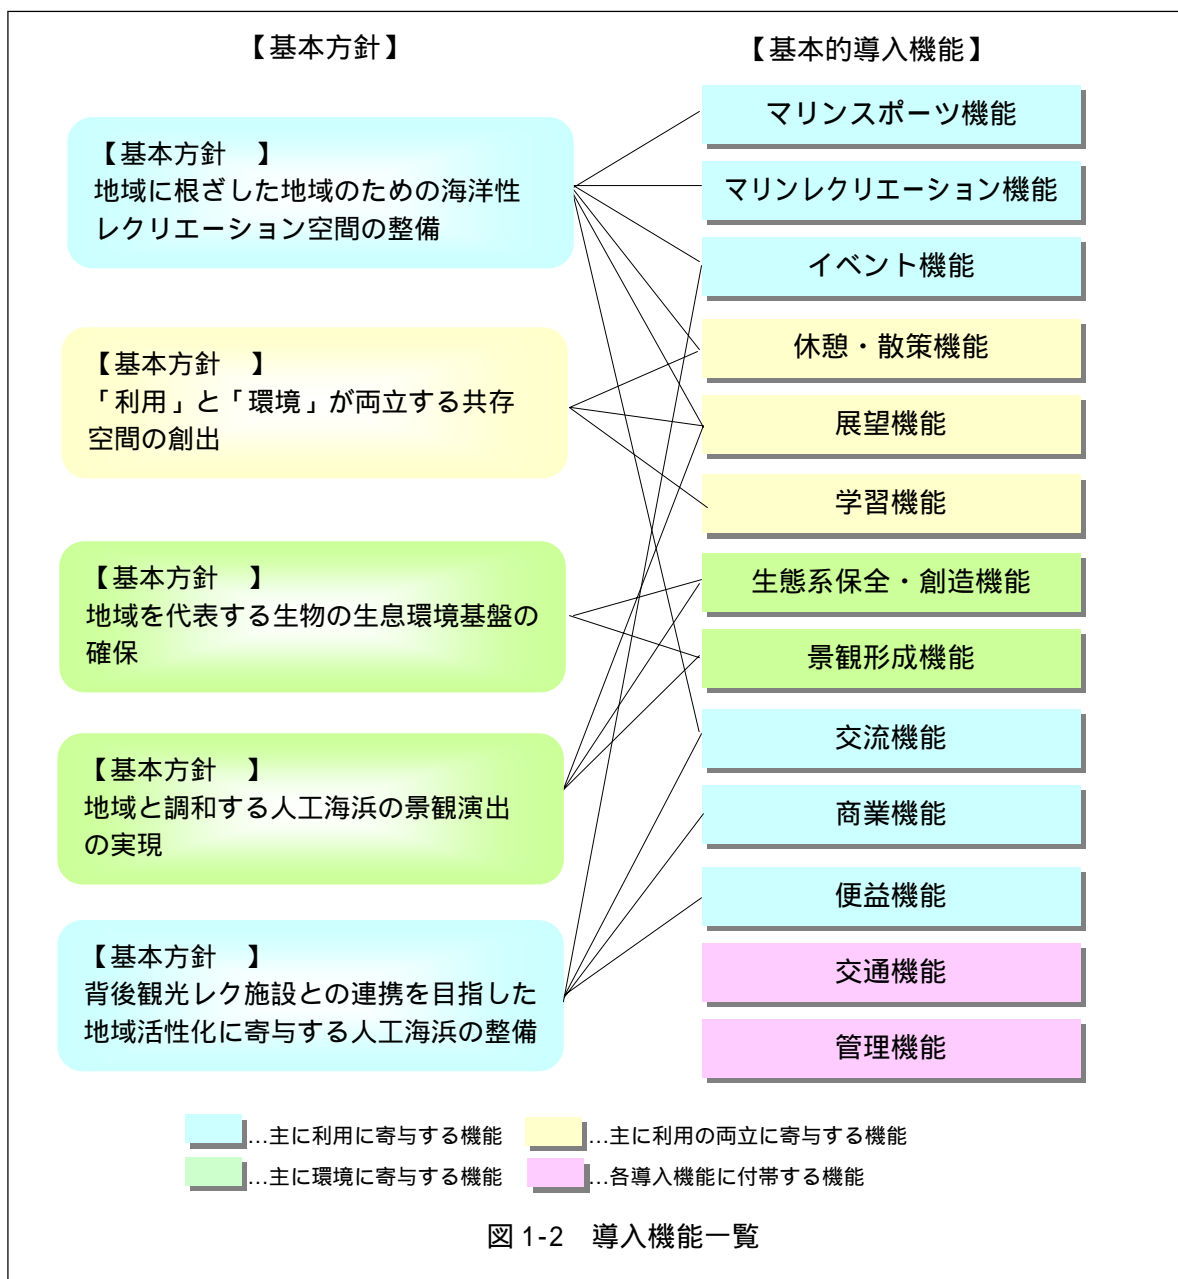 【基本方針】
【基本的導入機能】
【基本方針　】
地域に根ざした地域のための海洋性
レクリエーション空間の整備
【基本方針　】
「利用」と「環境」が両立する共存
空間の創出
【基本方針　】
地域を代表する生物の生息環境基盤の
確保
【基本方針　】
地域と調和する人工海浜の景観演出
の実現
【基本方針　】
背後観光レク施設との連携を目指した
地域活性化に寄与する人工海浜の整備
マリンスポーツ機能
マリンレクリエーション機能
イベント機能
休憩・散策機能
展望機能
学習機能
生態系保全・創造機能
景観形成機能
交流機能
商業機能
便益機能
交通機能
管理機能
…主に利用に寄与する機能
…主に利用の両立に寄与する機能
…主に環境に寄与する機能
…各導入機能に付帯する機能
図 1-2　導入機能一覧